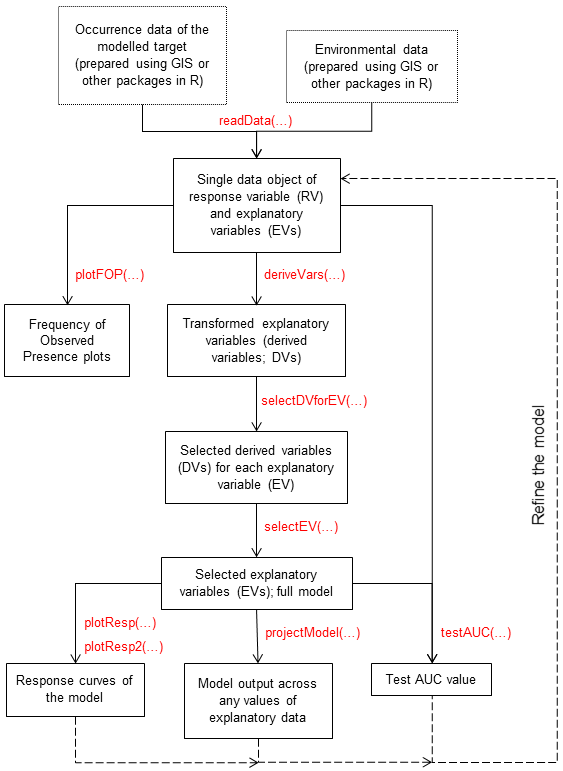 Occurrence data of the
modelled target
(prepared using GIS or
other packages in R)
Environmental data
(prepared using GIS or
other packages in R)
readData(…)
Single data object of
response variable (RV)
and explanatory
variables (EVs)
plotFOP(…)
deriveVars(…)
Frequency of
Observed
Presence plots
Transformed explanatory
variables (derived
variables; DVs)
selectDVforEV(…)
Selected derived variables
(DVs) for each explanatory
variable (EV)
Refine the model
selectEV(…)
Selected explanatory
variables (EVs); full model
plotResp(…)
plotResp2(…)
projectModel(…)
testAUC(…)
Response curves of
the model
Model output across
any values of
explanatory data
Test AUC value